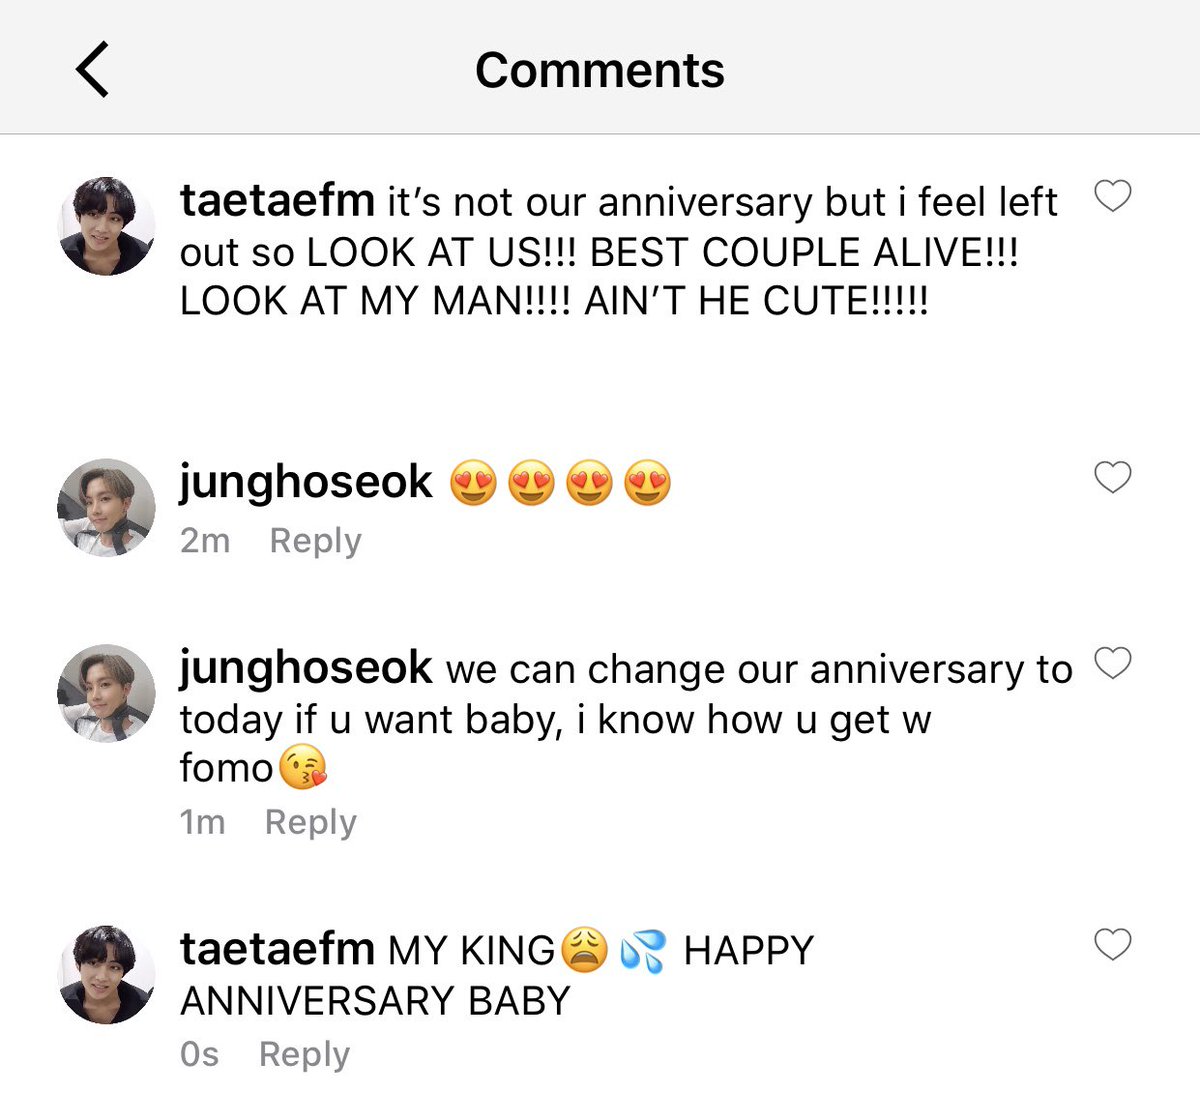 Comments
taetaefm it’s not our anniversary but i feel left
out so LOOK AT US!!! BEST COUPLE ALIVE!!!
LOOK AT MY MAN!!!! AIN’T HE CUTE!!!!!
junghoseok 😍😍😍😍
2m Reply
junghoseok we can change our anniversary to
today if u want baby, i know how u get w
fomo😘
1m Reply
taetaefm MY KING😩💦 HAPPY
ANNIVERSARY BABY
0s Reply